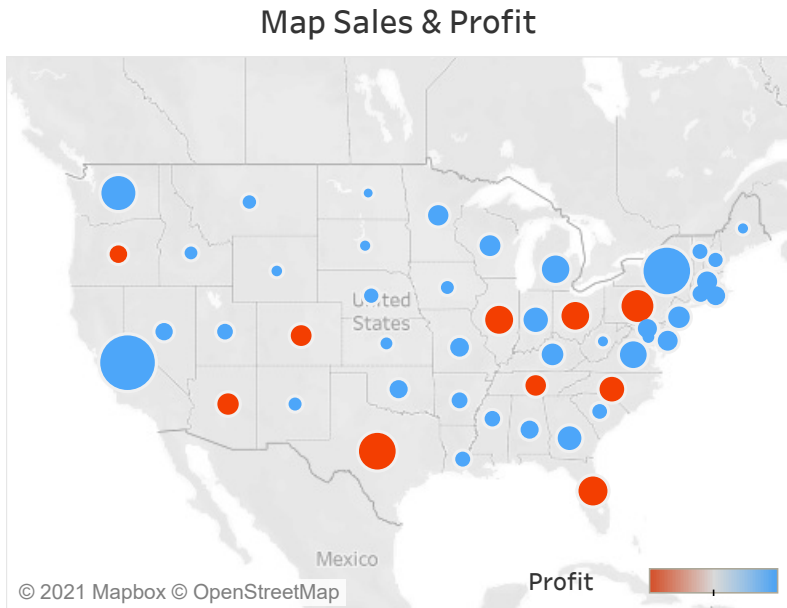 Map Sales & Profit
United
States
Mexico
© 2021 Mapbox © OpenStreetMap
Profit